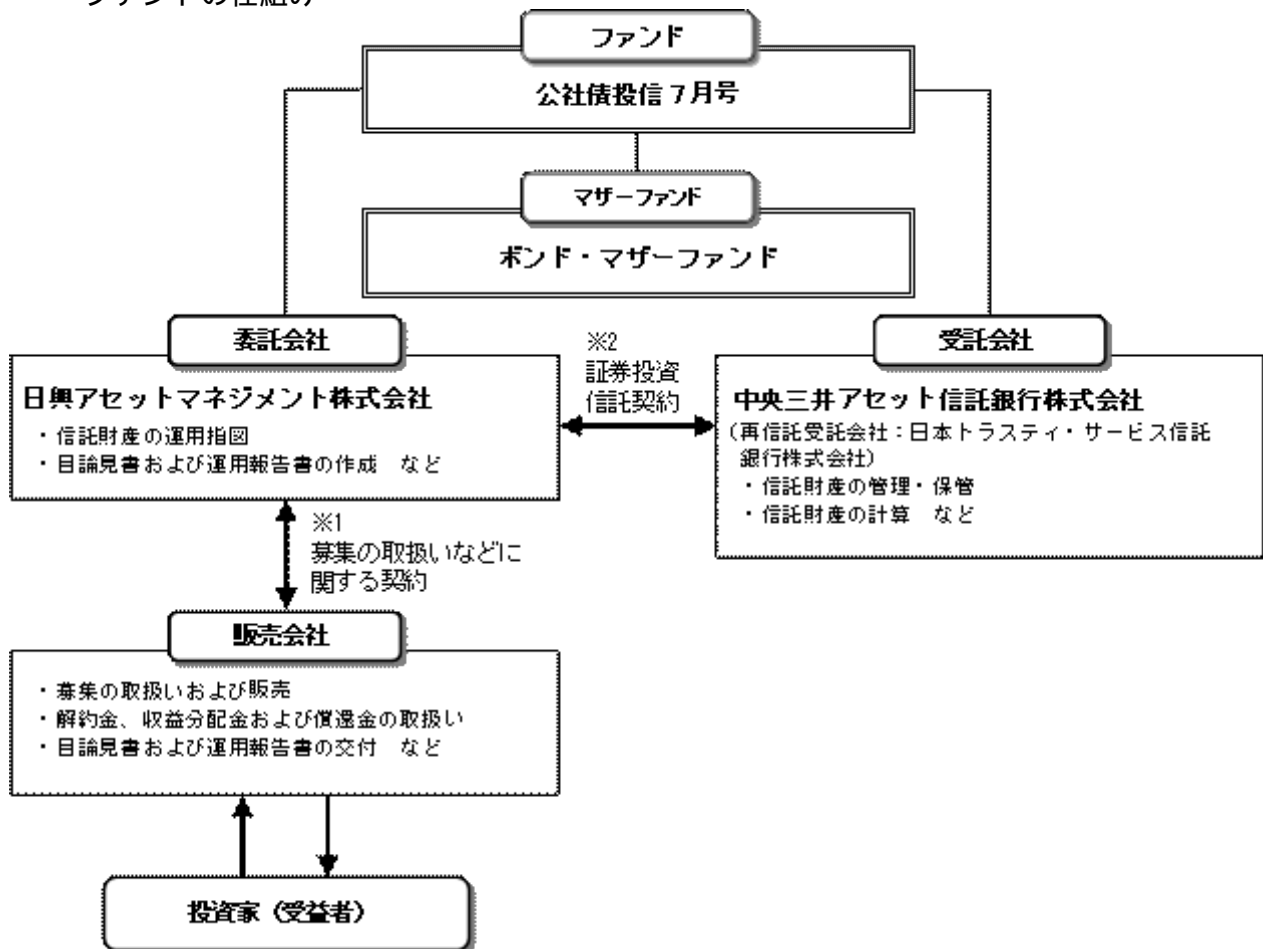 ファンドの仕組み
ファンド
公社債投信７月号
マザーファンド
ボンド・マザーファンド
委託会社
日興アセットマネジメント株式会社
・信託財産の運用指図
・目論見書および運用報告書の作成　など
※2
証券投資
信託契約
受託会社
中央三井アセット信託銀行株式会社
（再信託受託会社：日本トラスティ・サービス信託
銀行株式会社）
・信託財産の管理・保管
・信託財産の計算　など
※1
募集の取扱いなどに
関する契約
販売会社
・募集の取扱いおよび販売
・解約金、収益分配金および償還金の取扱い
・目論見書および運用報告書の交付　など
投資家（受益者）